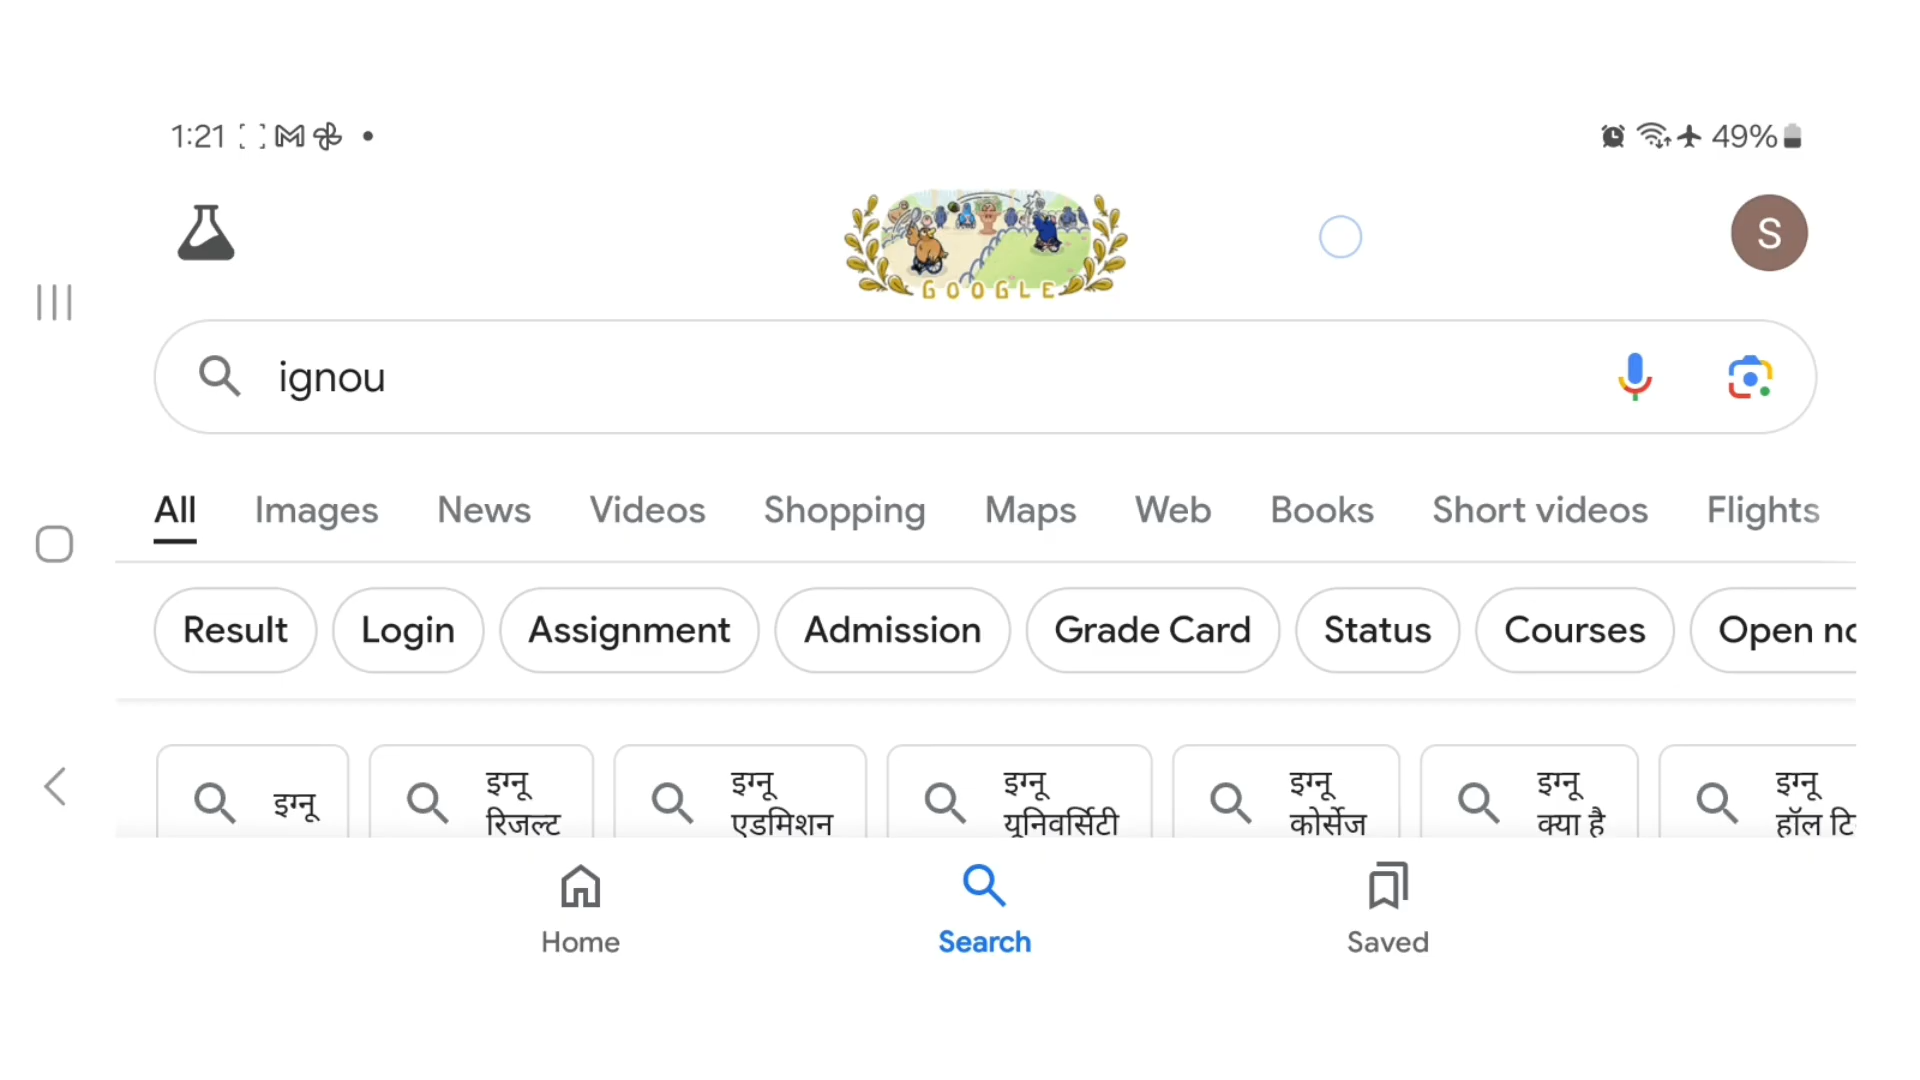 1:21
49%
GOOGLE
S
ignou
All Images News Videos Shopping Maps Web Books Short videos Flights
Result Login Assignment Admission Grade Card Status Courses Open no
इग्नू
इग्नू
रिजल्ट
इग्नू
एडमिशन
इग्नू
यूनिवर्सिटी
इग्नू
कोर्सेज
इग्नू
क्या है
इग्नू
हॉल टि
Home Search Saved